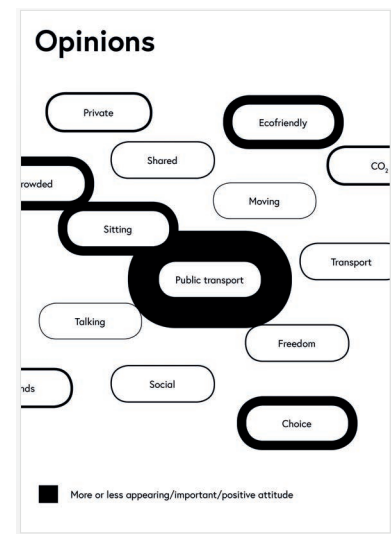 Opinions
Private
Ecofriendly
Shared
CO₂
rowded
Moving
Sitting
Transport
Public transport
Talking
Freedom
Social
nds
Choice
More or less appearing/important/positive attitude